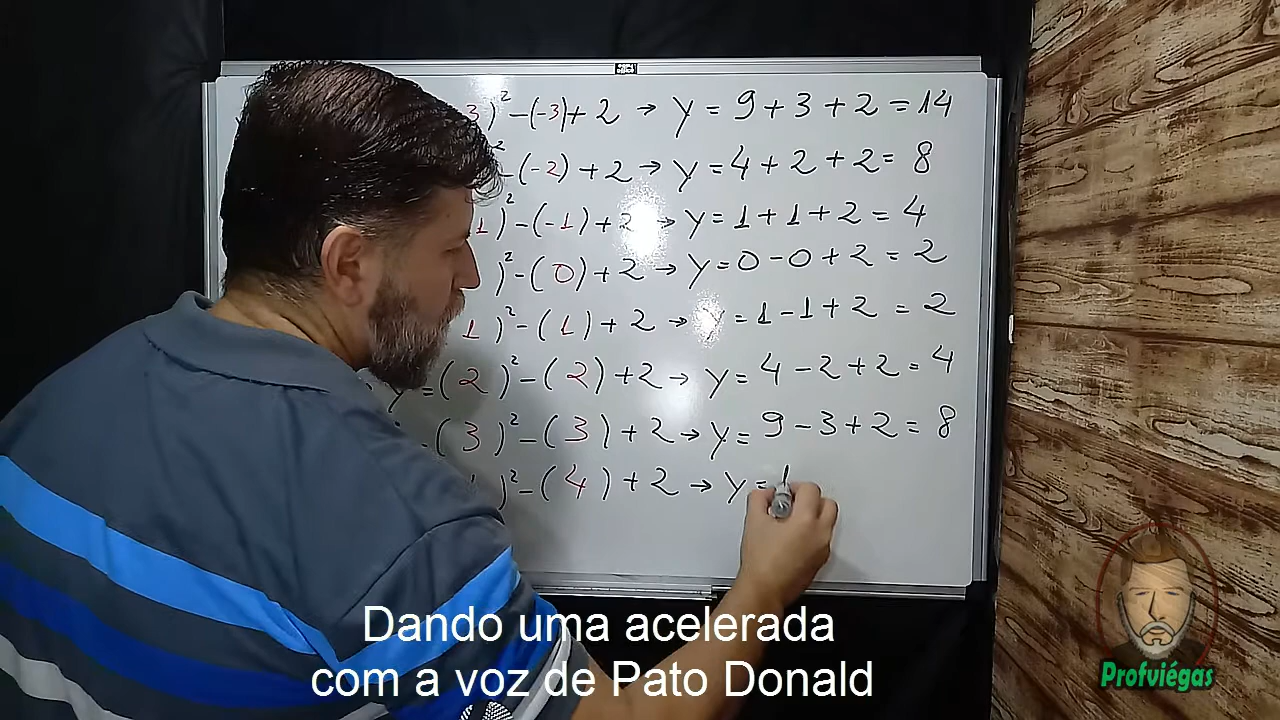 3)² - (-3) + 2 → y = 9 + 3 + 2 = 14
² - (-2) + 2 → y = 4 + 2 + 2 = 8
1)² - (-1) + 2 → y = 1 + 1 + 2 = 4
)² - (0) + 2 → y = 0 - 0 + 2 = 2
1)² - (1) + 2 → y = 1 - 1 + 2 = 2
y = (2)² - (2) + 2 → y = 4 - 2 + 2 = 4
(3)² - (3) + 2 → y = 9 - 3 + 2 = 8
)² - (4) + 2 → y = 1
Dando uma acelerada
com a voz de Pato Donald
Profviégas